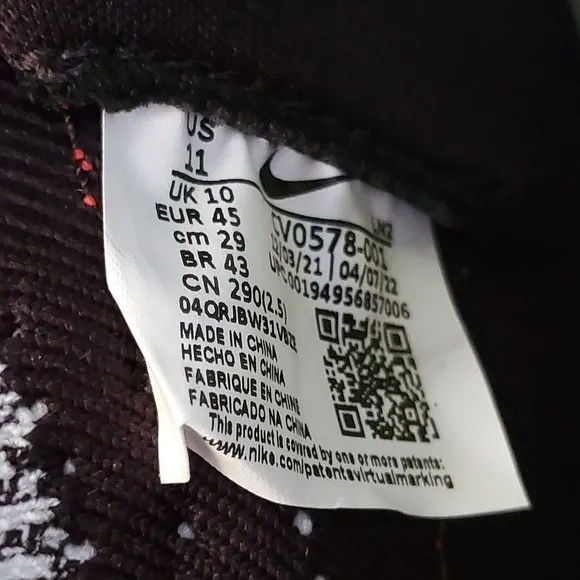 US
11
UK 10
EUR 45
cm 29
BR 43
CN 290(2.5)
LN2
CV0578-001
/03/21 | 04/07/22
UPC:00194956857006
MADE IN CHINA
HECHO EN CHINA
FABRIQUE EN CHINE
FABRICADO NA CHINA
This product is covered by one or more patents:
www.nike.com/patentsvirtualmarking